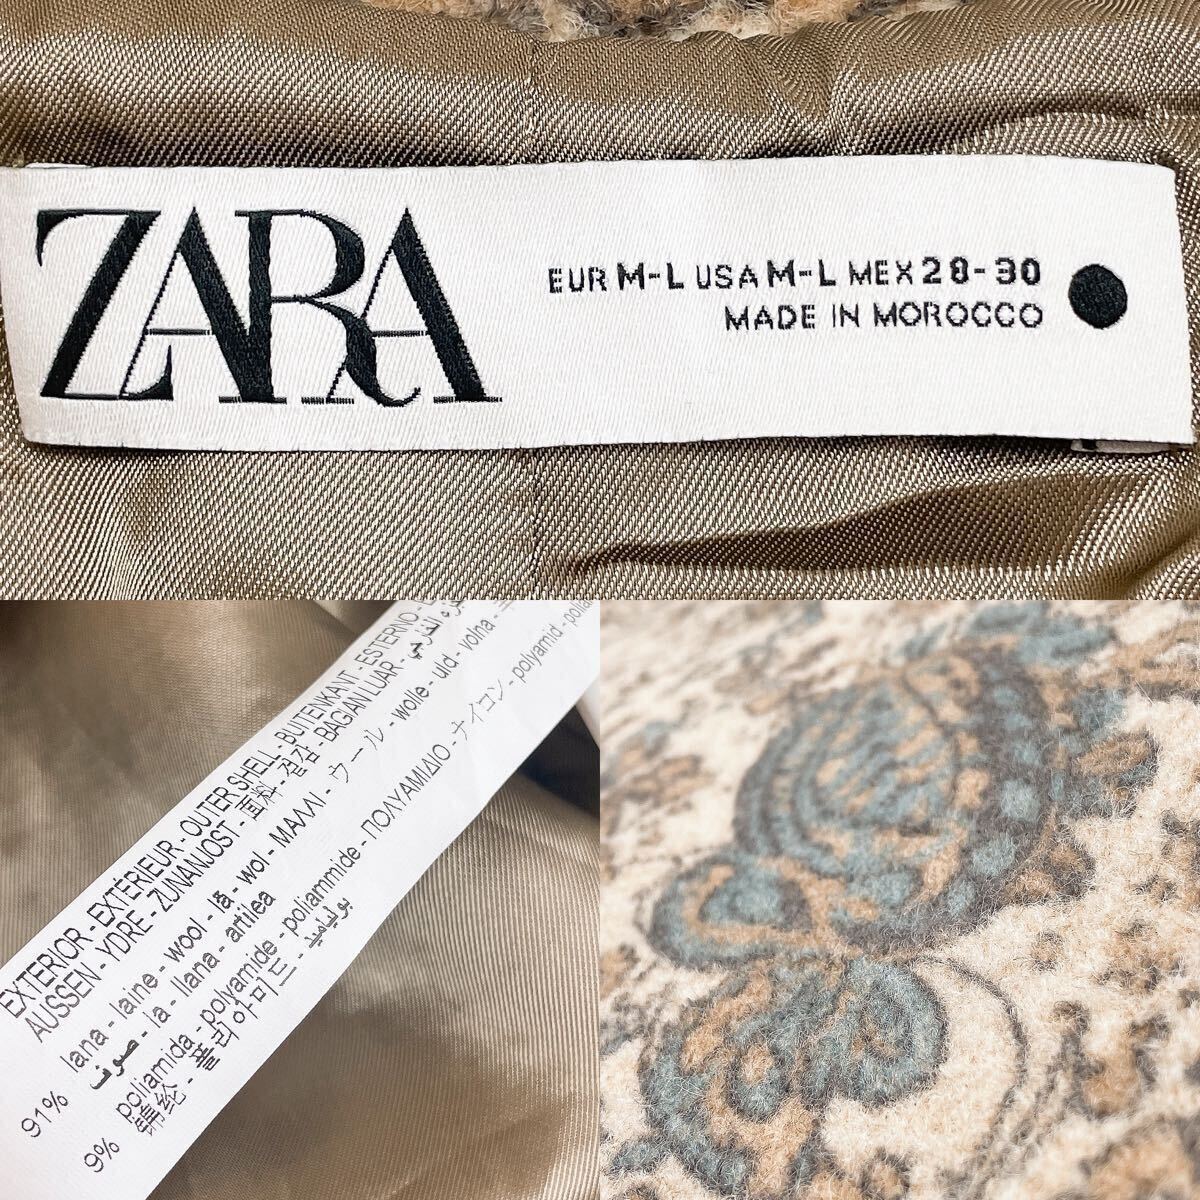 ZARA
EUR M-L USA M-L MEX 28-30
MADE IN MOROCCO
EXTERIOR - EXTÉRIEUR - OUTER SHELL - BUTENKANT - ESTERNO -
AUSSEN - YDRE - ZUNANJOST - 面料 - 겉감 - BAGIAN LUAR -
91% lana - laine - wool - lã - wol - ΜΑΛΛΙ - ウール - wolle - uld - volna -
صوف - la - llana - artilea
9% poliamida - polyamide - poliammide - ΠΟΛΥΑΜΙΔΙΟ - ナイロン - polyamid -
锦纶 - 폴리아미드 - بولياميد